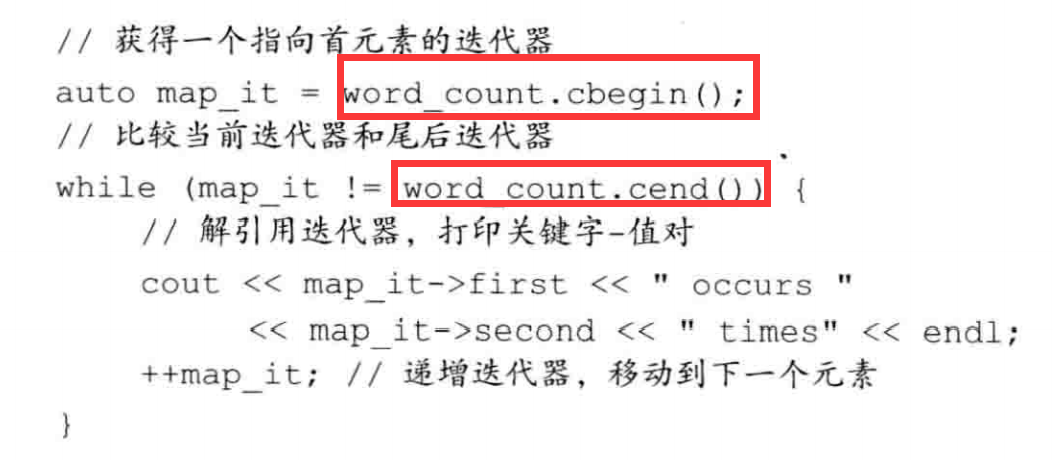 // 获得一个指向首元素的迭代器
auto map_it = word_count.cbegin();
// 比较当前迭代器和尾后迭代器
while (map_it != word_count.cend()) {
// 解引用迭代器，打印关键字-值对
cout << map_it->first << " occurs "
<< map_it->second << " times" << endl;
++map_it; // 递增迭代器，移动到下一个元素
}